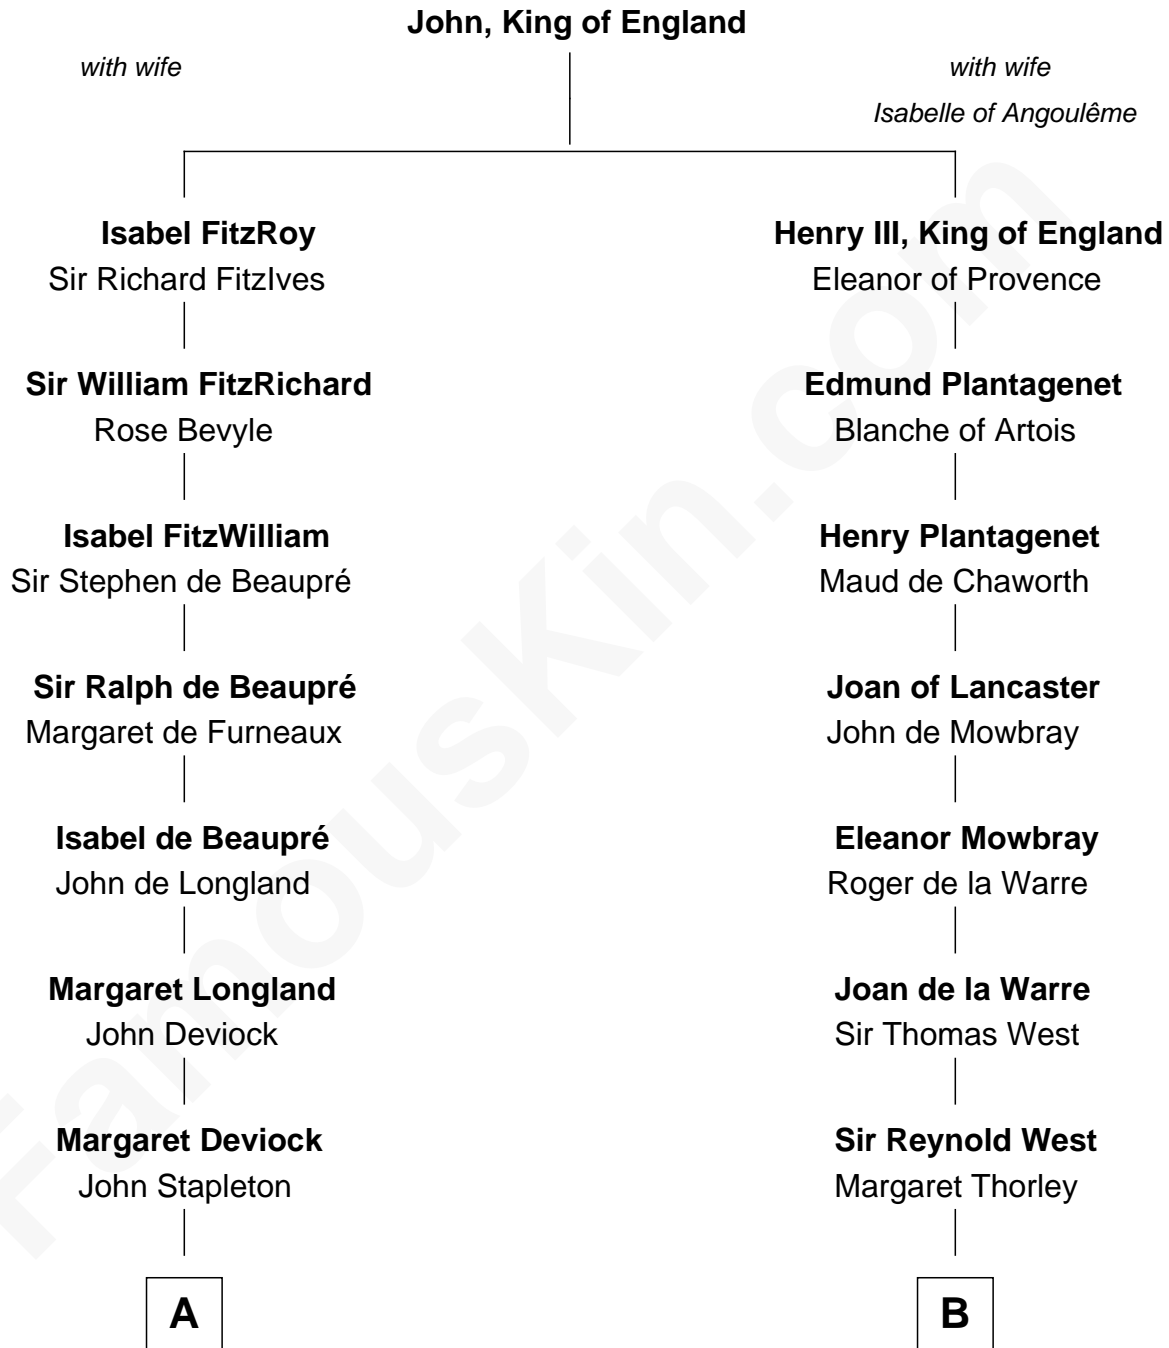 John, King of England
with wife
with wife
Isabelle of Angoulême
Isabel FitzRoy
Sir Richard FitzIves
Henry III, King of England
Eleanor of Provence
Sir William FitzRichard
Rose Bevyle
Edmund Plantagenet
Blanche of Artois
Isabel FitzWilliam
Sir Stephen de Beaupré
Henry Plantagenet
Maud de Chaworth
Sir Ralph de Beaupré
Margaret de Furneaux
Joan of Lancaster
John de Mowbray
Isabel de Beaupré
John de Longland
Eleanor Mowbray
Roger de la Warre
Margaret Longland
John Deviock
Joan de la Warre
Sir Thomas West
Margaret Deviock
John Stapleton
Sir Reynold West
Margaret Thorley
A
B
FamousKin.com